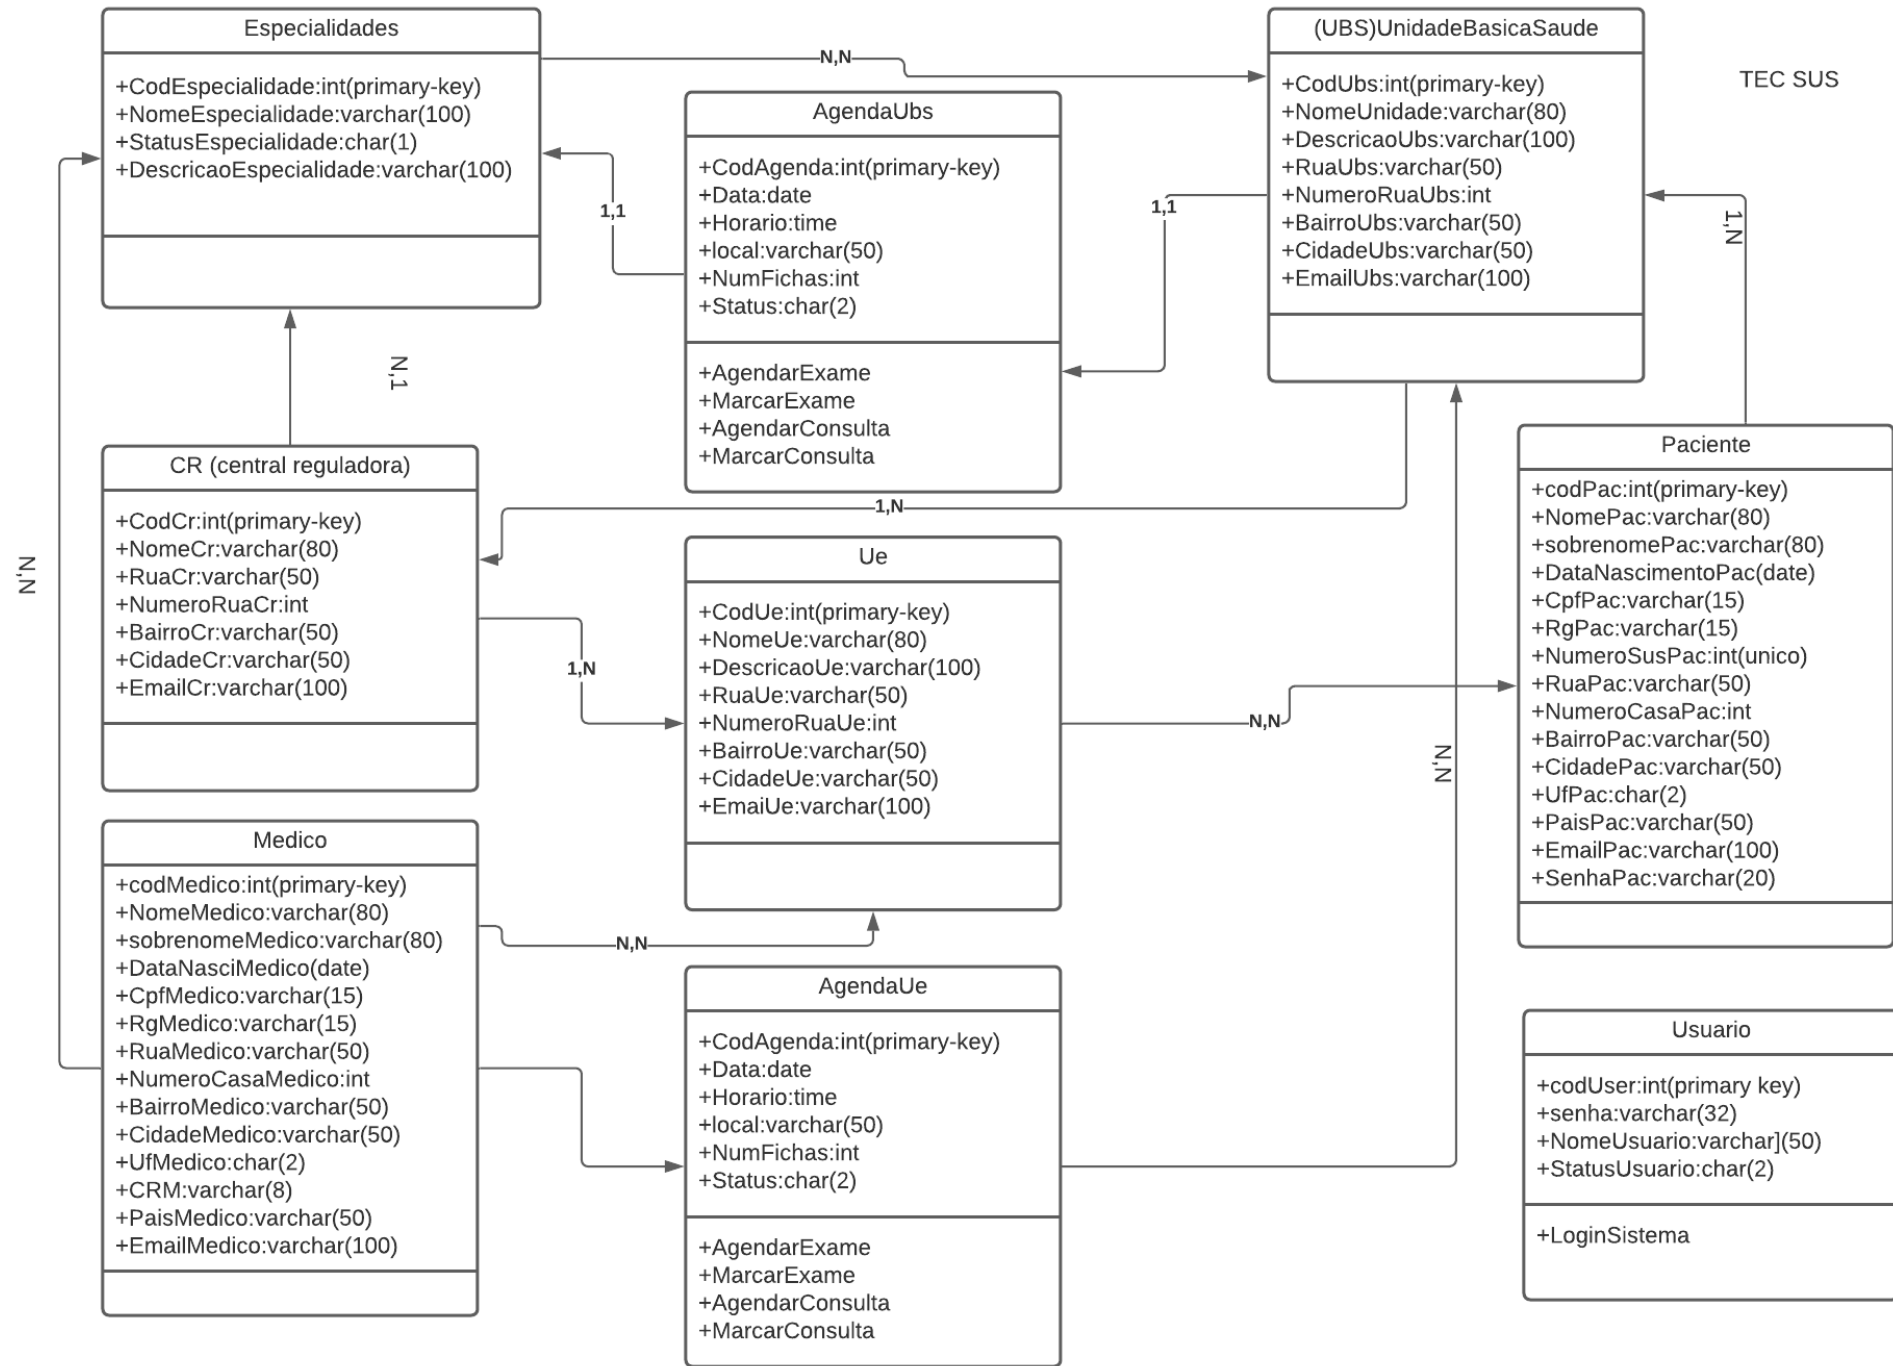 Especialidades
+CodEspecialidade:int(primary-key)
+NomeEspecialidade:varchar(100)
+StatusEspecialidade:char(1)
+DescricaoEspecialidade:varchar(100)
N,N
(UBS)UnidadeBasicaSaude
+CodUbs:int(primary-key)
+NomeUnidade:varchar(80)
+DescricaoUbs:varchar(100)
+RuaUbs:varchar(50)
+NumeroRuaUbs:int
+BairroUbs:varchar(50)
+CidadeUbs:varchar(50)
+EmailUbs:varchar(100)
TEC SUS
AgendaUbs
+CodAgenda:int(primary-key)
+Data:date
+Horario:time
+local:varchar(50)
+NumFichas:int
+Status:char(2)
+AgendarExame
+MarcarExame
+AgendarConsulta
+MarcarConsulta
1,1
1,1
1,N
N,1
CR (central reguladora)
+CodCr:int(primary-key)
+NomeCr:varchar(80)
+RuaCr:varchar(50)
+NumeroRuaCr:int
+BairroCr:varchar(50)
+CidadeCr:varchar(50)
+EmailCr:varchar(100)
1,N
N,N
1,N
Ue
+CodUe:int(primary-key)
+NomeUe:varchar(80)
+DescricaoUe:varchar(100)
+RuaUe:varchar(50)
+NumeroRuaUe:int
+BairroUe:varchar(50)
+CidadeUe:varchar(50)
+EmaiUe:varchar(100)
N,N
N,N
Paciente
+codPac:int(primary-key)
+NomePac:varchar(80)
+sobrenomePac:varchar(80)
+DataNascimentoPac(date)
+CpfPac:varchar(15)
+RgPac:varchar(15)
+NumeroSusPac:int(unico)
+RuaPac:varchar(50)
+NumeroCasaPac:int
+BairroPac:varchar(50)
+CidadePac:varchar(50)
+UfPac:char(2)
+PaisPac:varchar(50)
+EmailPac:varchar(100)
+SenhaPac:varchar(20)
Medico
+codMedico:int(primary-key)
+NomeMedico:varchar(80)
+sobrenomeMedico:varchar(80)
+DataNasciMedico(date)
+CpfMedico:varchar(15)
+RgMedico:varchar(15)
+RuaMedico:varchar(50)
+NumeroCasaMedico:int
+BairroMedico:varchar(50)
+CidadeMedico:varchar(50)
+UfMedico:char(2)
+CRM:varchar(8)
+PaisMedico:varchar(50)
+EmailMedico:varchar(100)
N,N
AgendaUe
+CodAgenda:int(primary-key)
+Data:date
+Horario:time
+local:varchar(50)
+NumFichas:int
+Status:char(2)
+AgendarExame
+MarcarExame
+AgendarConsulta
+MarcarConsulta
Usuario
+codUser:int(primary key)
+senha:varchar(32)
+NomeUsuario:varchar](50)
+StatusUsuario:char(2)
+LoginSistema